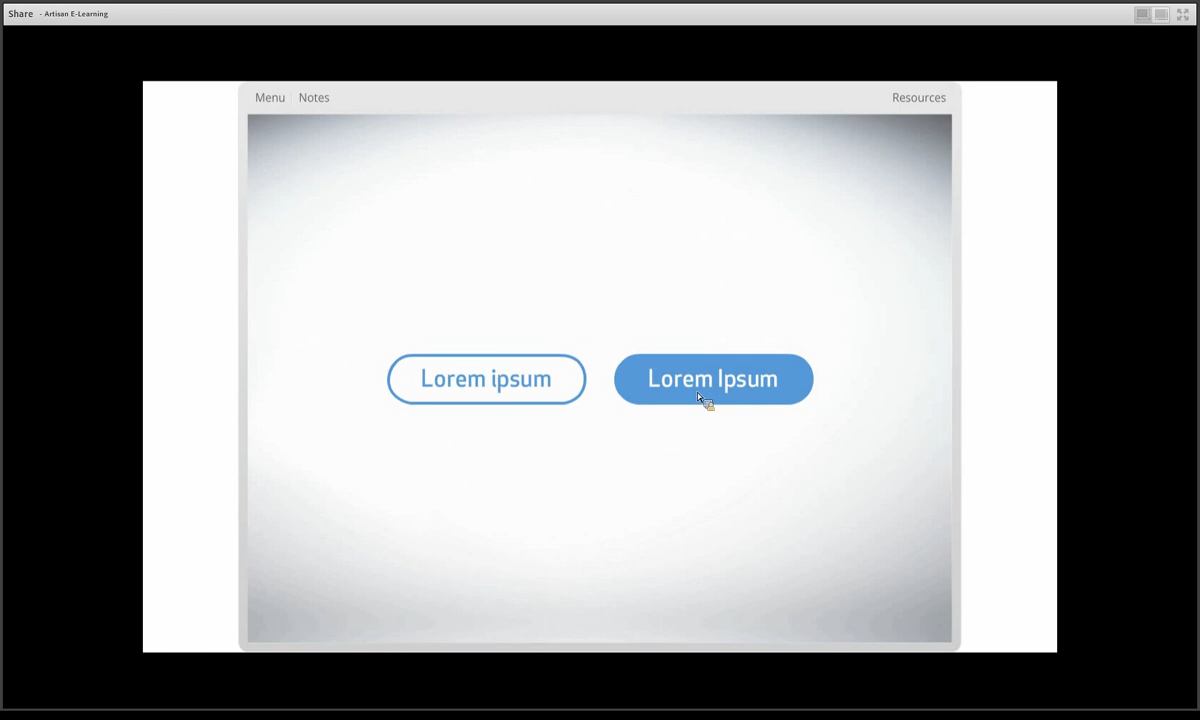 Share - Artisan E-Learning
Menu Notes Resources
Lorem ipsum Lorem Ipsum